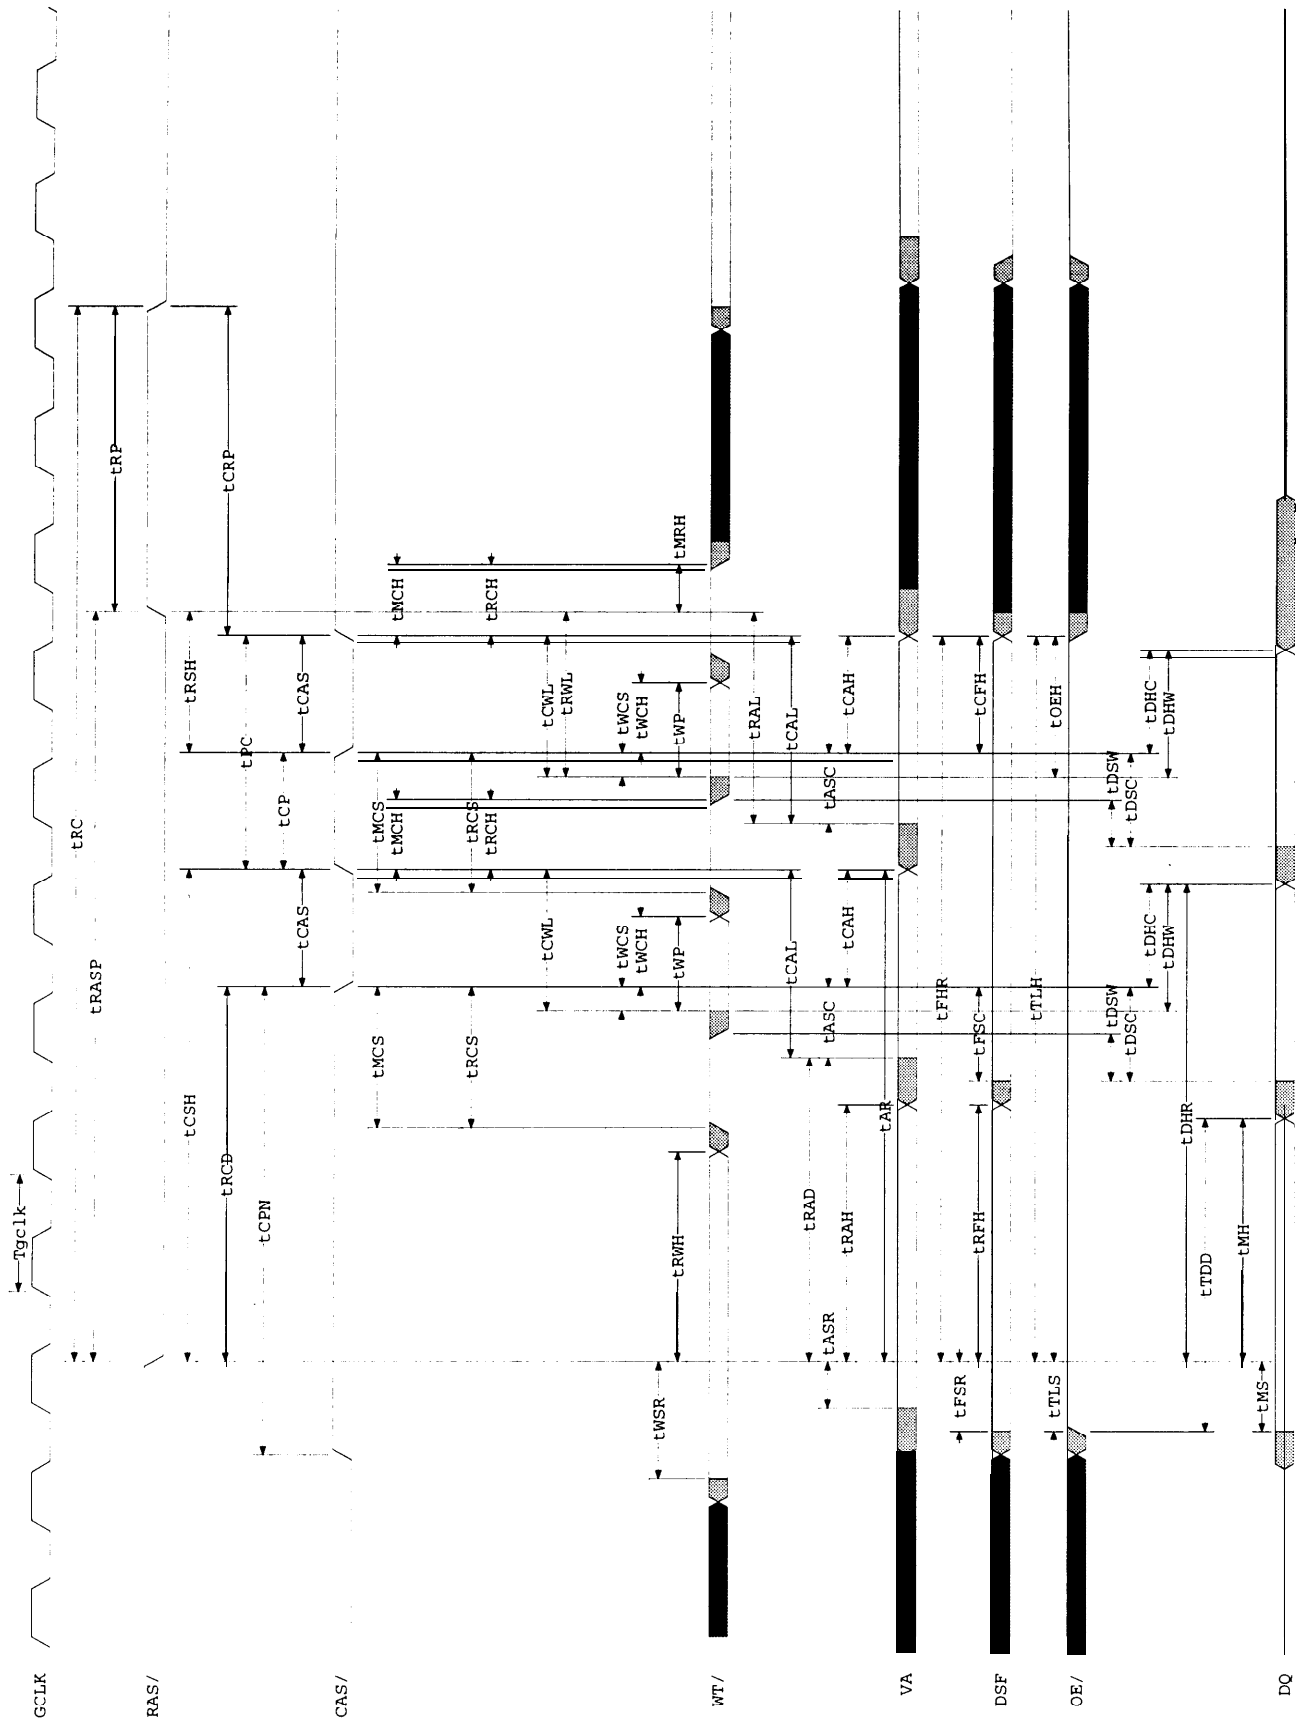 GCLK
Tgclk
tRC
tRASP
tRP
RAS/
tCSH
tRSH
tRCD
tPC
tCRP
tCPN
tCP
tCAS
tCAS
CAS/
tMCS
tMCS
tMCH
tMCH
tRCS
tRCS
tRCH
tRCH
tCWL
tCWL
tRWL
tWCS
tWCS
tWCH
tWCH
tWSR
tRWH
tWP
tWP
tMRH
WT/
tRAL
tCAL
tCAL
tRAD
tASR
tASC
tASC
tRAH
tCAH
tCAH
tAR
VA
tFHR
tFSR
tRFH
tFSC
tCFH
DSF
tTLH
tTLS
tOEH
OE/
tDSW
tDSW
tDSC
tDSC
tDHC
tDHC
tDHW
tDHW
tDHR
tTDD
tMH
tMS
DQ